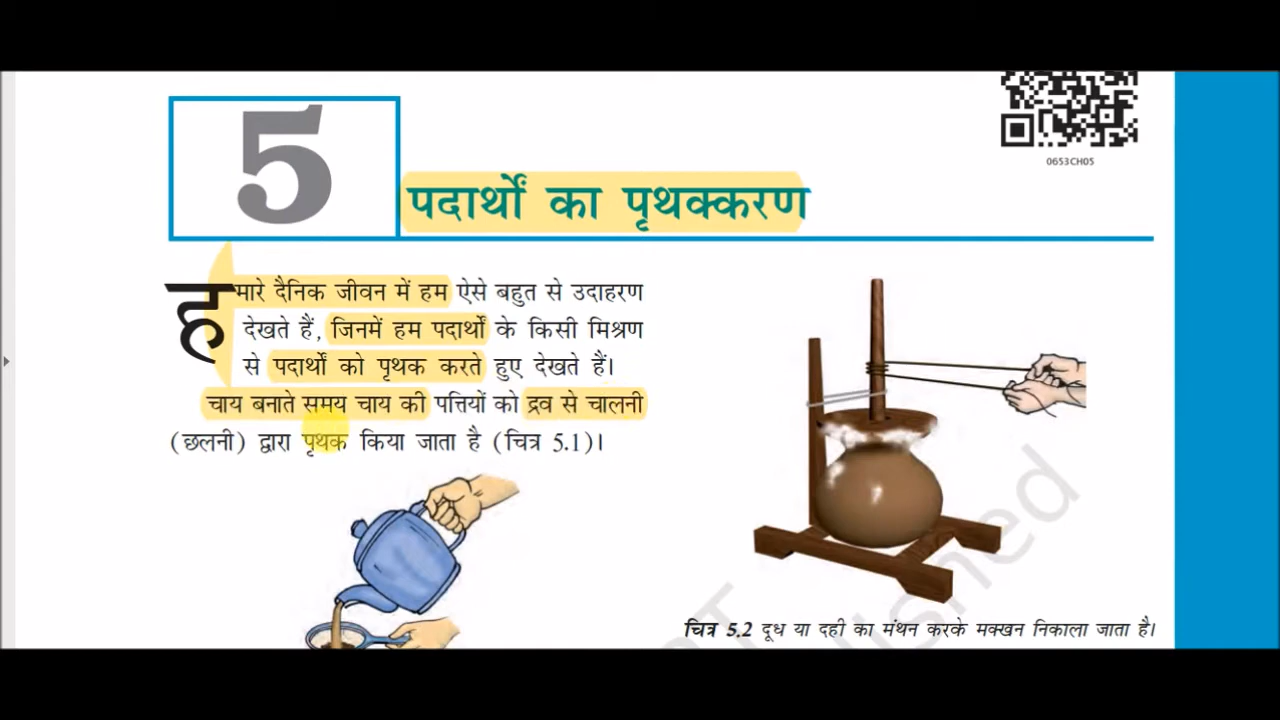 0653CH05
5
पदार्थों का पृथक्करण
हमारे दैनिक जीवन में हम ऐसे बहुत से उदाहरण
देखते हैं, जिनमें हम पदार्थों के किसी मिश्रण
से पदार्थों को पृथक करते हुए देखते हैं।
चाय बनाते समय चाय की पत्तियों को द्रव से चालनी
(छलनी) द्वारा पृथक किया जाता है (चित्र 5.1)।
चित्र 5.2 दूध या दही का मंथन करके मक्खन निकाला जाता है।